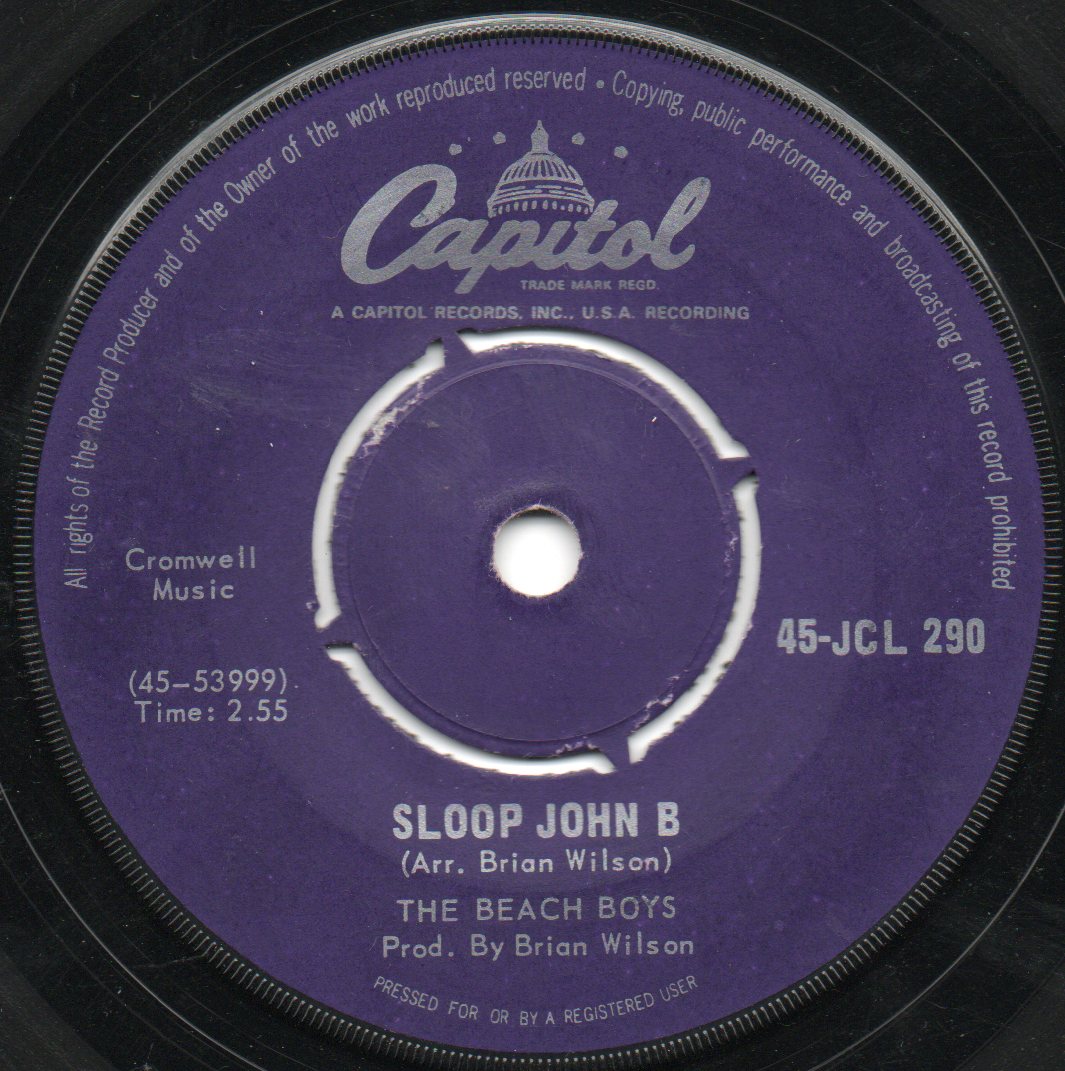 All rights of the Record Producer and of the Owner of the work reproduced reserved • Copying, public performance and broadcasting of this record prohibited
Capitol
TRADE MARK REGD.
A CAPITOL RECORDS, INC., U.S.A. RECORDING
Cromwell
Music
45-JCL 290
(45-53999)
Time: 2.55
SLOOP JOHN B
(Arr. Brian Wilson)
THE BEACH BOYS
Prod. By Brian Wilson
PRESSED FOR OR BY A REGISTERED USER